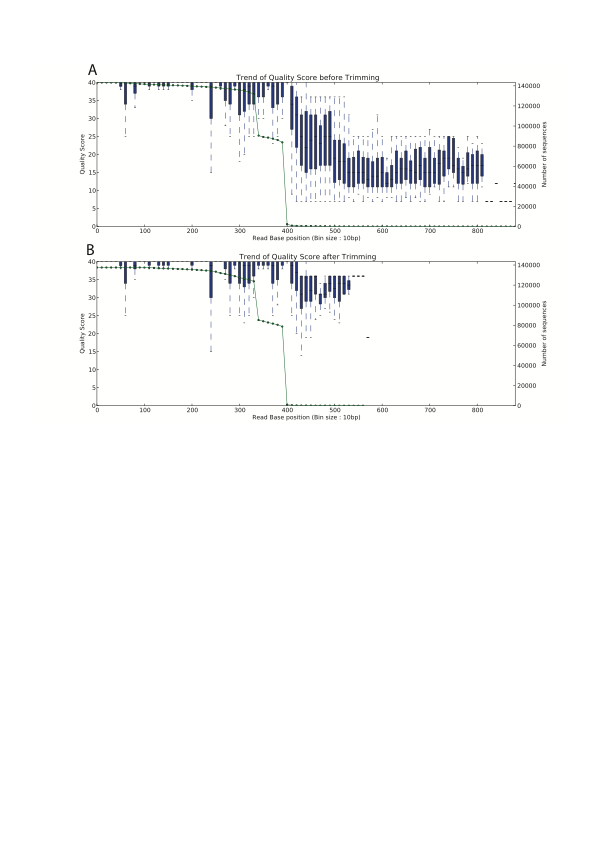 A
Trend of Quality Score before Trimming
40
35
30
25
20
15
10
5
0
Quality Score
140000
120000
100000
80000
60000
40000
20000
0
Number of sequences
0 100 200 300 400 500 600 700 800
Read Base position (Bin size : 10bp)
B
Trend of Quality Score after Trimming
40
35
30
25
20
15
10
5
0
Quality Score
140000
120000
100000
80000
60000
40000
20000
0
Number of sequences
0 100 200 300 400 500 600 700 800
Read Base position (Bin size : 10bp)